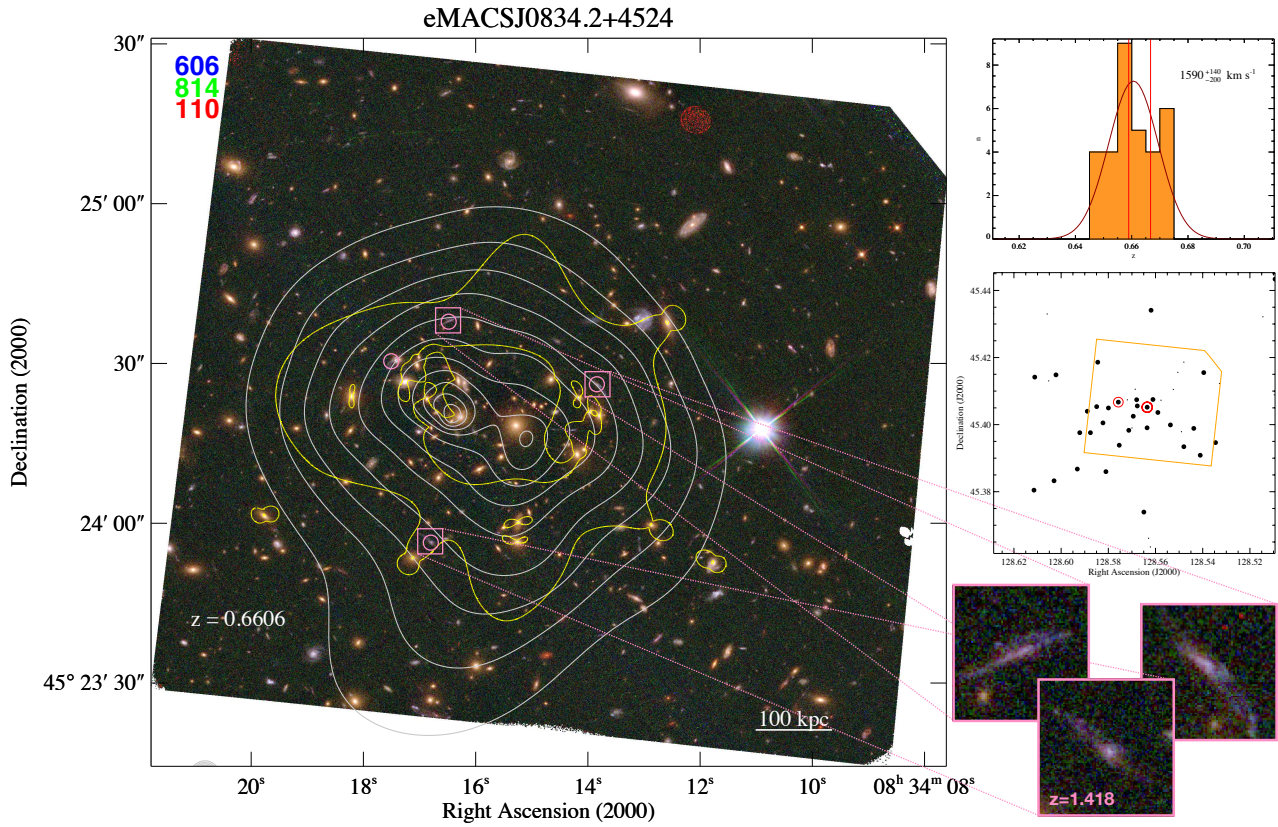 eMACSJ0834.2+4524
30″
606
814
110
25′ 00″
30″
24′ 00″
45° 23′ 30″
Declination (2000)
z = 0.6606
100 kpc
20ˢ 18ˢ 16ˢ 14ˢ 12ˢ 10ˢ 08ʰ 34ᵐ 08ˢ
Right Ascension (2000)
1590 +140 −200 km s⁻¹
8
6
4
2
0
n
0.62 0.64 0.66 0.68 0.70
z
45.44
45.42
45.40
45.38
Declination (J2000)
128.62 128.60 128.58 128.56 128.54 128.52
Right Ascension (J2000)
z=1.418